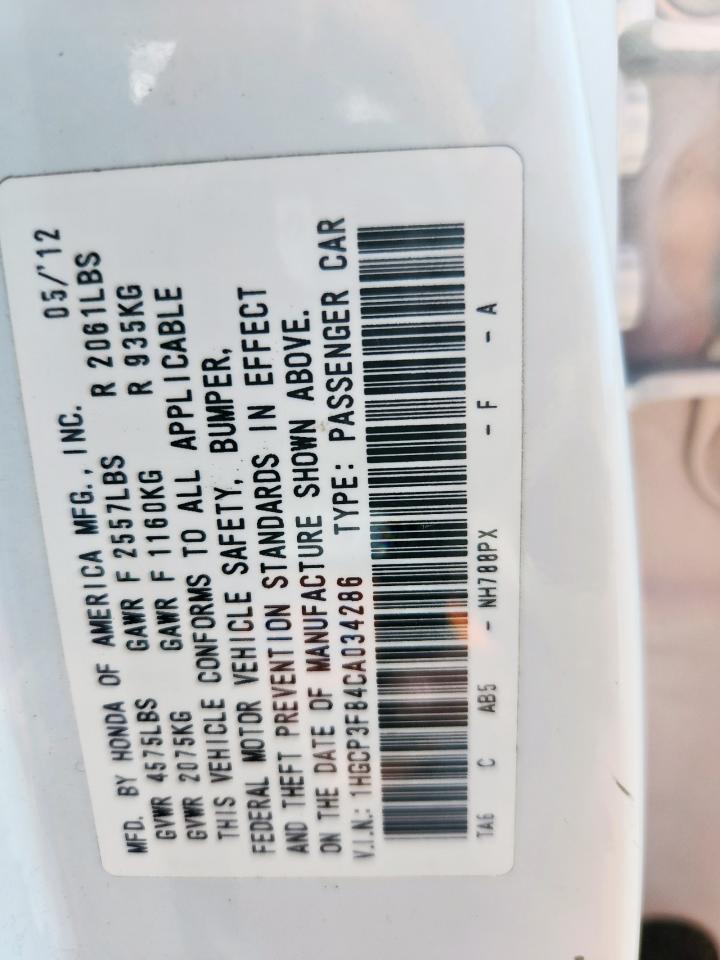 MFD. BY HONDA OF AMERICA MFG., INC. 05/'12
GVWR 4575LBS GAWR F 2557LBS R 2061LBS
GVWR 2075KG GAWR F 1160KG R 935KG
THIS VEHICLE CONFORMS TO ALL APPLICABLE
FEDERAL MOTOR VEHICLE SAFETY, BUMPER,
AND THEFT PREVENTION STANDARDS IN EFFECT
ON THE DATE OF MANUFACTURE SHOWN ABOVE.
V.I.N.: 1HGCP3F84CA034286 TYPE: PASSENGER CAR
TA6 C AB5 - NH788PX - F - A